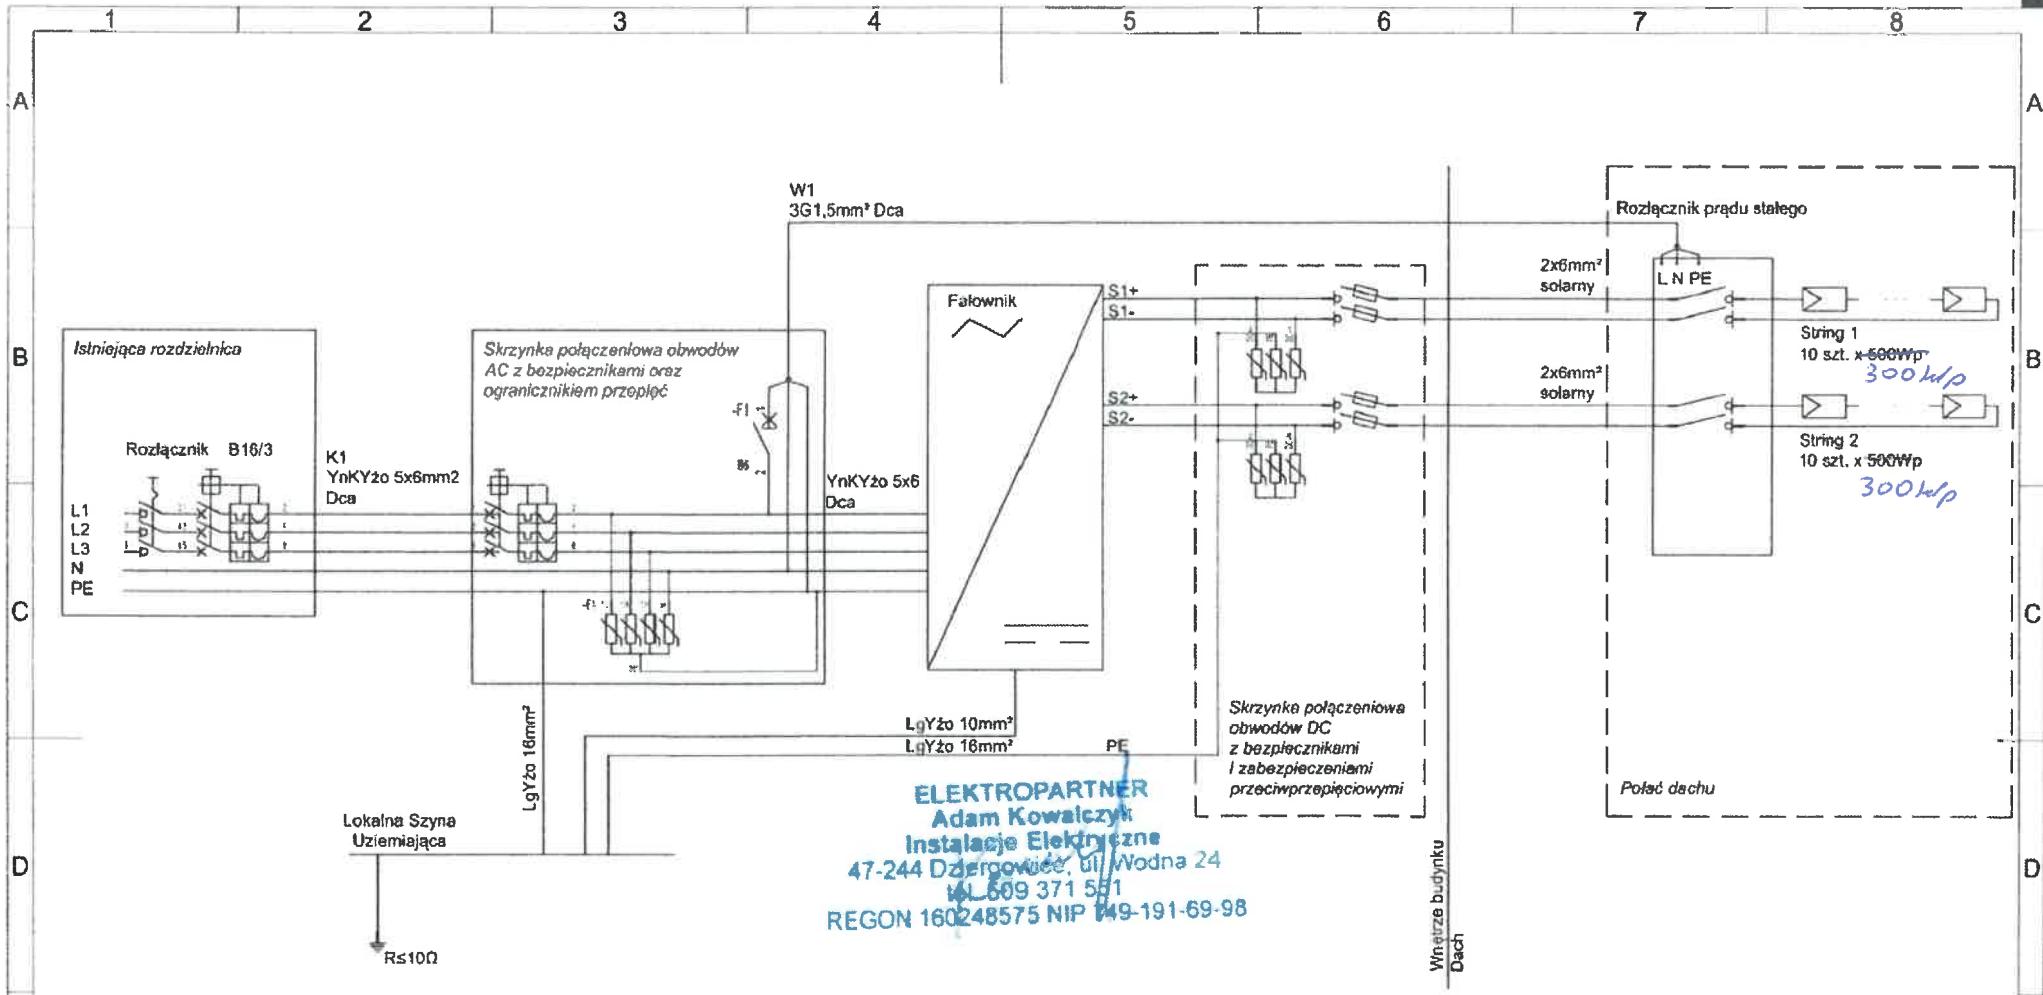 1 2 3 4 5 6 7 8
A A
B B
C C
D D
W1
3G1,5mm² Dca
Rozłącznik prądu stałego
L N PE
2x6mm²
solarny
String 1
10 szt. x 500Wp
300Wp
2x6mm²
solarny
String 2
10 szt. x 500Wp
300Wp
Połać dachu
Istniejąca rozdzielnica
Rozłącznik B16/3
L1
L2
L3
N
PE
K1
YnKYżo 5x6mm2
Dca
Skrzynka połączeniowa obwodów
AC z bezpiecznikami oraz
ogranicznikiem przepięć
-F1
1
B6
2
YnKYżo 5x6
Dca
Falownik
S1+
S1-
S2+
S2-
Skrzynka połączeniowa
obwodów DC
z bezpiecznikami
i zabezpieczeniami
przeciwprzepięciowymi
LgYżo 16mm²
LgYżo 10mm²
LgYżo 16mm²
PE
Lokalna Szyna
Uziemiająca
R≤10Ω
ELEKTROPARTNER
Adam Kowalczyk
Instalacje Elektryczne
47-244 Dziergowice, ul. Wodna 24
tel. 609 371 551
REGON 160248575 NIP 749-191-69-98
Wnętrze budynku
Dach